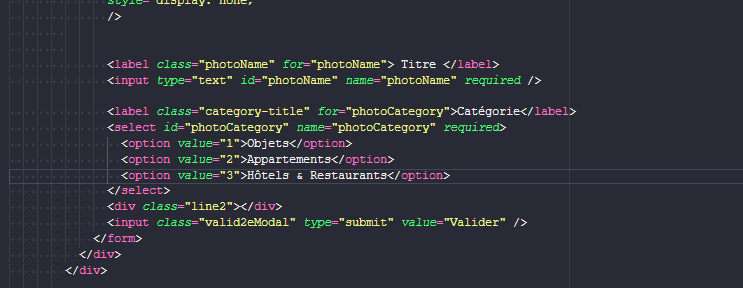 style="display: none;
/>
<label class="photoName" for="photoName"> Titre </label>
<input type="text" id="photoName" name="photoName" required />
<label class="category-title" for="photoCategory">Catégorie</label>
<select id="photoCategory" name="photoCategory" required>
<option value="1">Objets</option>
<option value="2">Appartements</option>
<option value="3">Hôtels & Restaurants</option>
</select>
<div class="line2"></div>
<input class="valid2eModal" type="submit" value="Valider" />
</form>
</div>
</div>